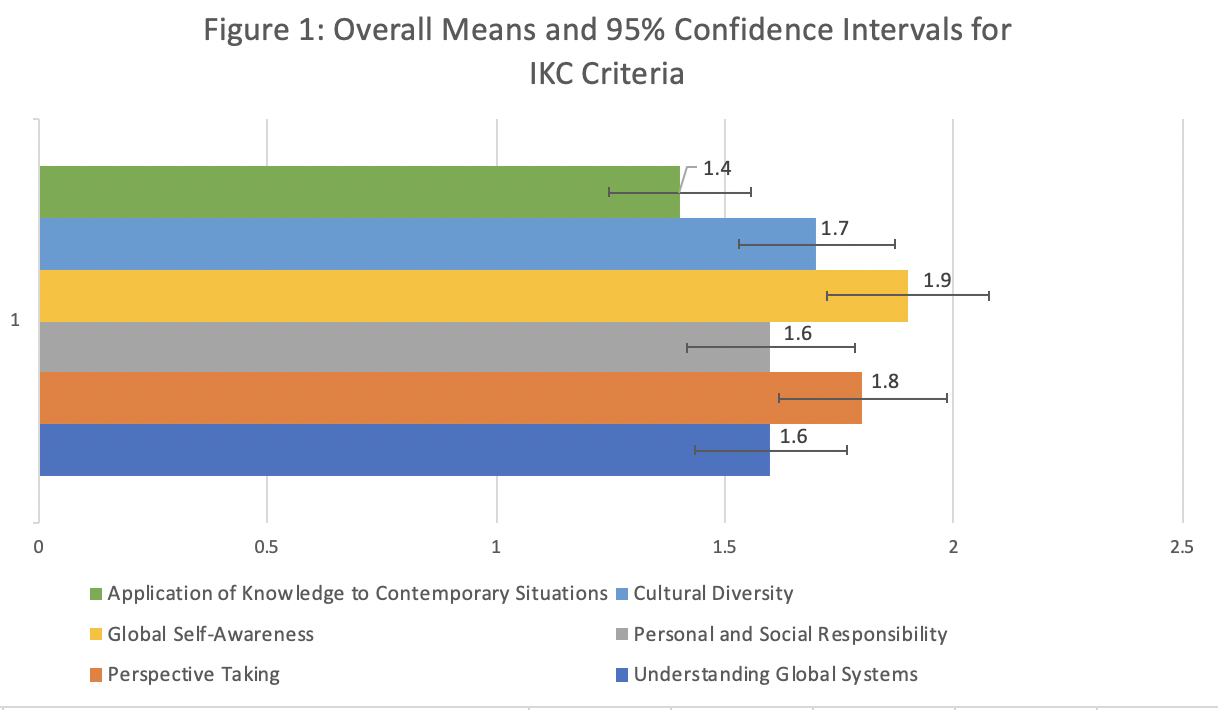 Figure 1: Overall Means and 95% Confidence Intervals for
IKC Criteria
1.4
1.7
1.9
1
1.6
1.8
1.6
0 0.5 1 1.5 2 2.5
Application of Knowledge to Contemporary Situations Cultural Diversity
Global Self-Awareness Personal and Social Responsibility
Perspective Taking Understanding Global Systems